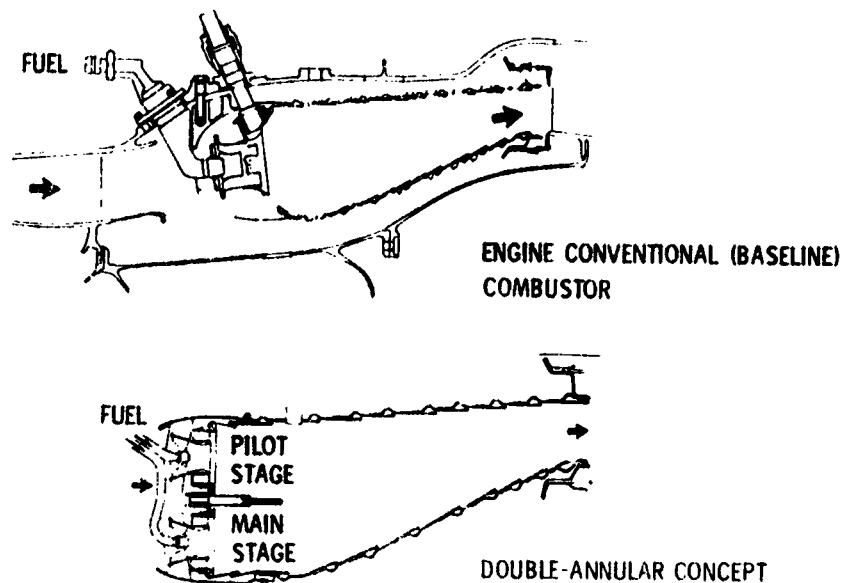 FUEL
ENGINE CONVENTIONAL (BASELINE)
COMBUSTOR
FUEL
PILOT
STAGE
MAIN
STAGE
DOUBLE-ANNULAR CONCEPT